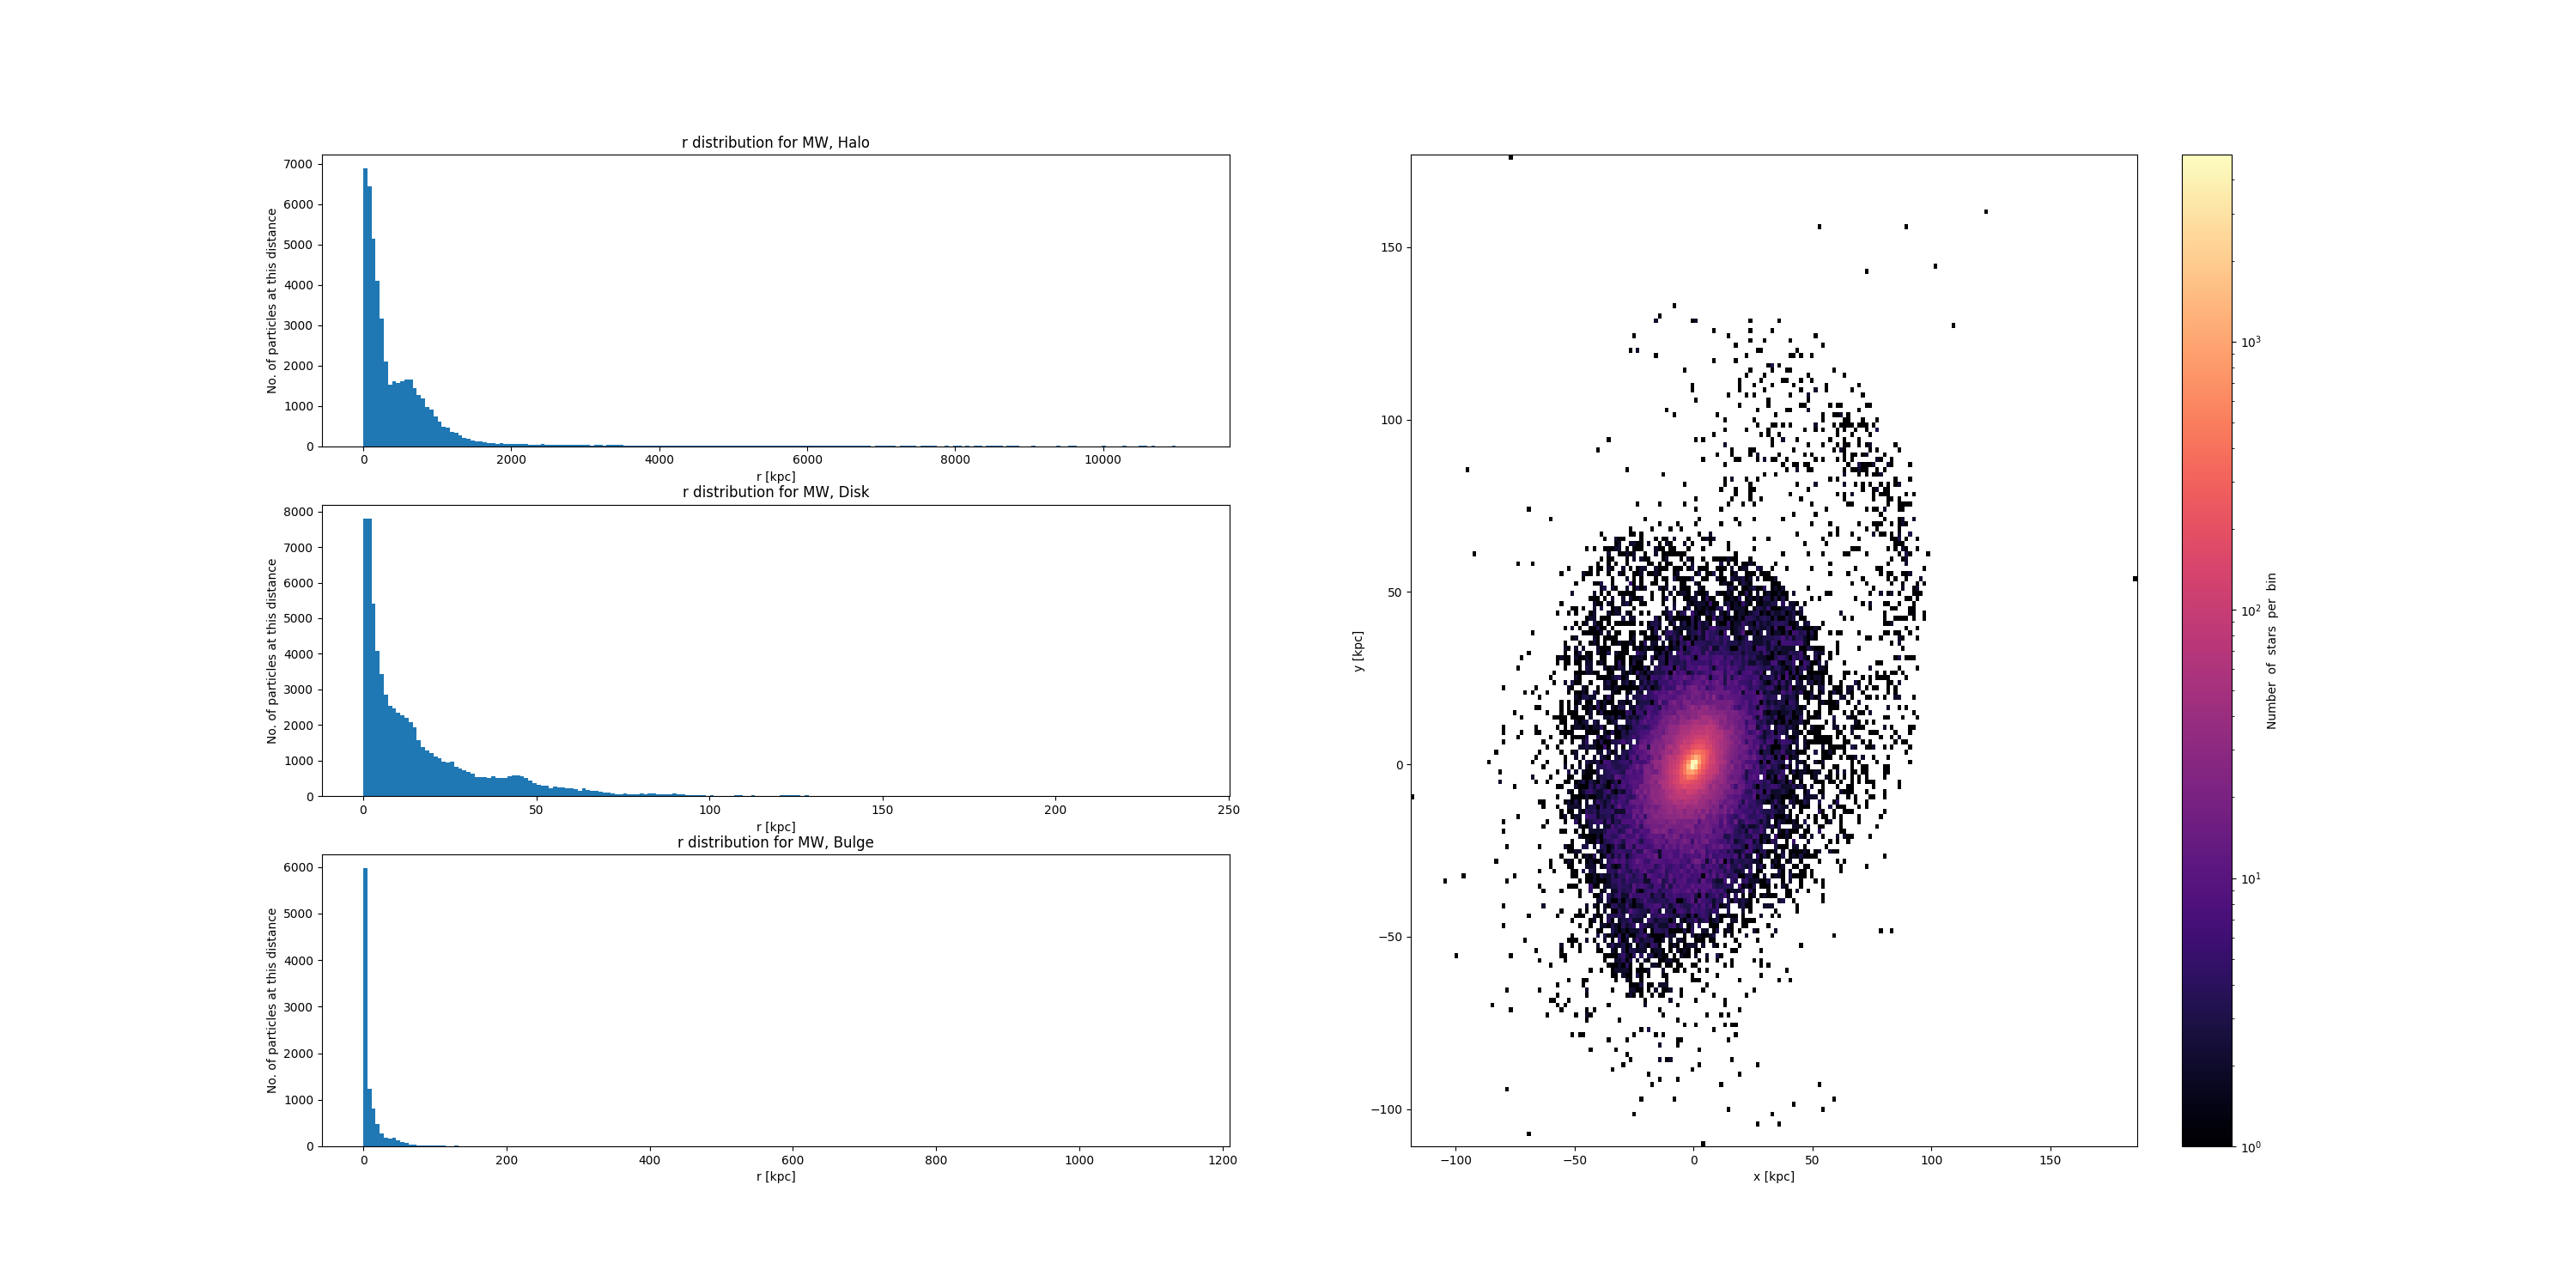 r distribution for MW, Halo
7000
6000
5000
4000
3000
2000
1000
0
No. of particles at this distance
0 2000 4000 6000 8000 10000
r [kpc]
r distribution for MW, Disk
8000
7000
6000
5000
4000
3000
2000
1000
0
No. of particles at this distance
0 50 100 150 200 250
r [kpc]
r distribution for MW, Bulge
6000
5000
4000
3000
2000
1000
0
No. of particles at this distance
0 200 400 600 800 1000 1200
r [kpc]
150
100
50
0
−50
−100
y [kpc]
−100 −50 0 50 100 150
x [kpc]
10³
10²
10¹
10⁰
Number of stars per bin